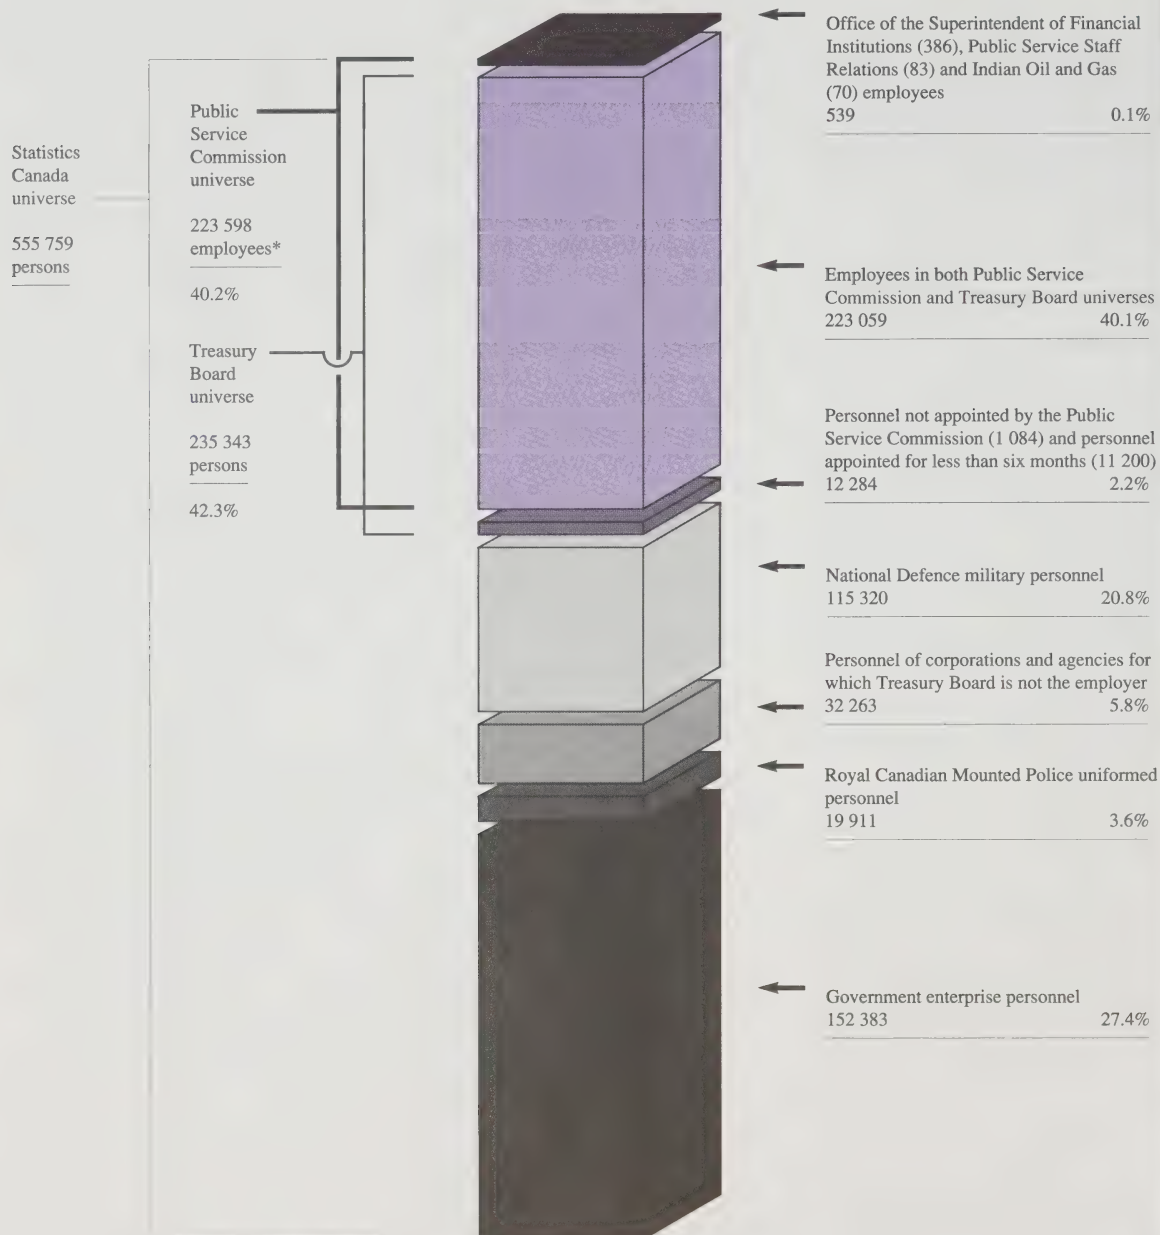 Statistics
Canada
universe
555 759
persons
Public
Service
Commission
universe
223 598
employees*
40.2%
Treasury
Board
universe
235 343
persons
42.3%
Office of the Superintendent of Financial
Institutions (386), Public Service Staff
Relations (83) and Indian Oil and Gas
(70) employees
539 0.1%
Employees in both Public Service
Commission and Treasury Board universes
223 059 40.1%
Personnel not appointed by the Public
Service Commission (1 084) and personnel
appointed for less than six months (11 200)
12 284 2.2%
National Defence military personnel
115 320 20.8%
Personnel of corporations and agencies for
which Treasury Board is not the employer
32 263 5.8%
Royal Canadian Mounted Police uniformed
personnel
19 911 3.6%
Government enterprise personnel
152 383 27.4%